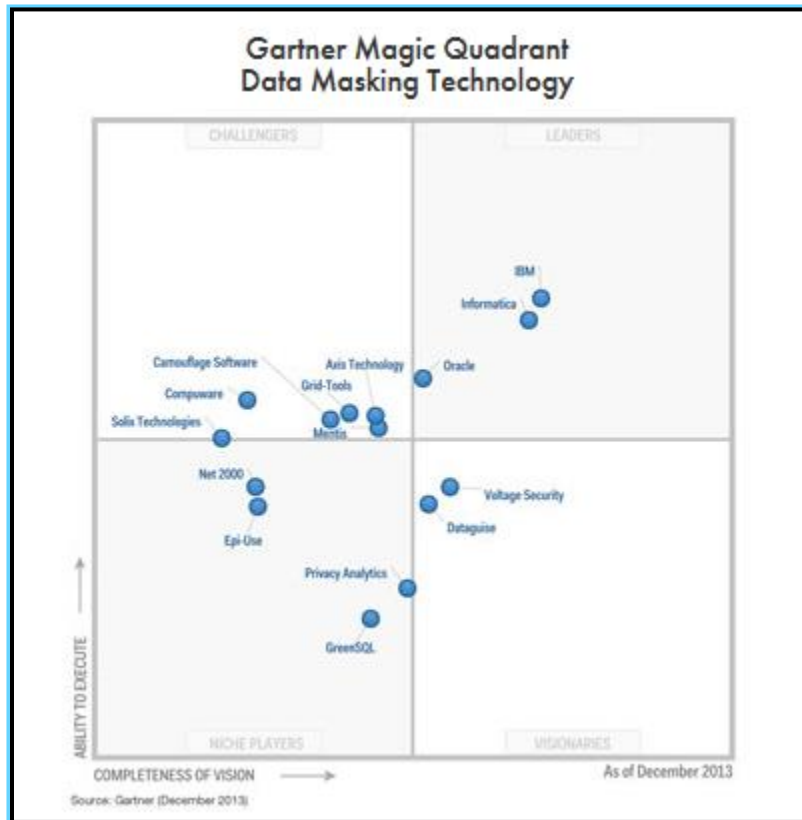 Gartner Magic Quadrant
Data Masking Technology
CHALLENGERS
LEADERS
IBM
Informatica
Camouflage Software
Axis Technology
Oracle
Grid-Tools
Compuware
Solix Technologies
Mentis
Net 2000
Voltage Security
Epi-Use
Dataguise
Privacy Analytics
GreenSQL
ABILITY TO EXECUTE
NICHE PLAYERS
VISIONARIES
COMPLETENESS OF VISION
As of December 2013
Source: Gartner (December 2013)